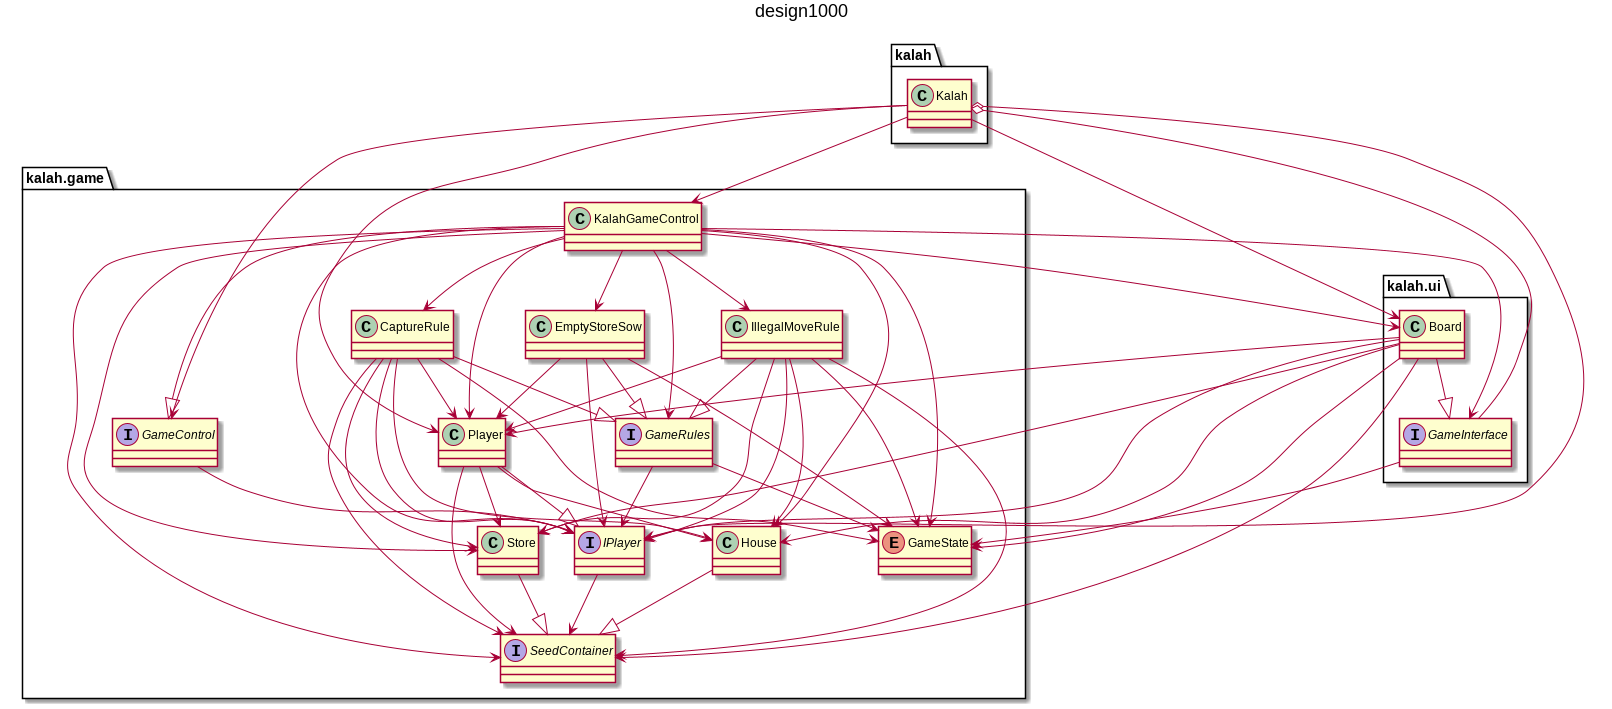 design1000
kalah
C Kalah
kalah.game
C KalahGameControl
kalah.ui
C CaptureRule
C EmptyStoreSow
C IllegalMoveRule
C Board
I GameControl
C Player
I GameRules
I GameInterface
C Store
I IPlayer
C House
E GameState
I SeedContainer